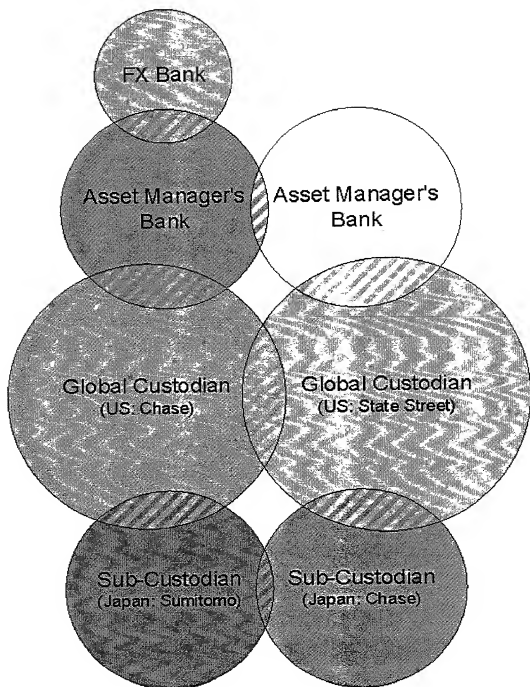 FX Bank
Asset Manager's
Bank
Asset Manager's
Bank
Global Custodian
(US: Chase)
Global Custodian
(US: State Street)
Sub-Custodian
(Japan: Sumitomo)
Sub-Custodian
(Japan: Chase)